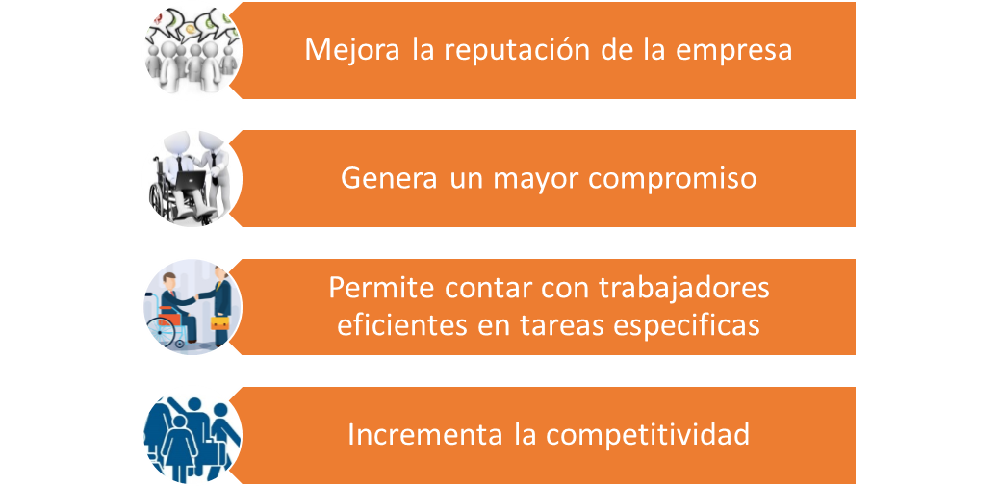 Mejora la reputación de la empresa
Genera un mayor compromiso
Permite contar con trabajadores
eficientes en tareas especificas
Incrementa la competitividad